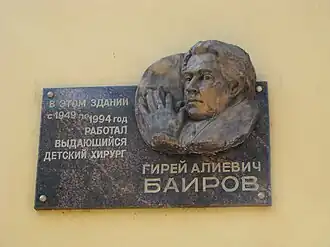 В ЭТОМ ЗДАНИИ
с 1949 по
1994 год
РАБОТАЛ
ВЫДАЮЩИЙСЯ
ДЕТСКИЙ ХИРУРГ
ГИРЕЙ АЛИЕВИЧ
БАИРОВ